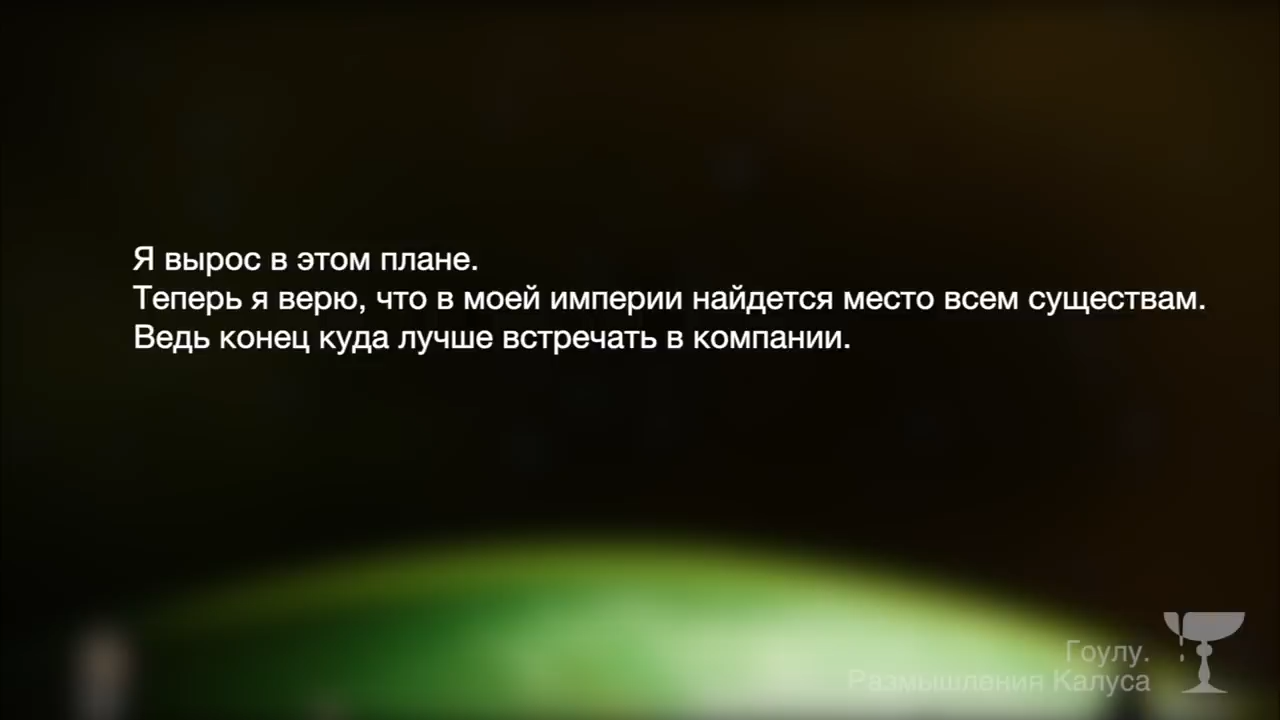 Я вырос в этом плане.
Теперь я верю, что в моей империи найдется место всем существам.
Ведь конец куда лучше встречать в компании.
Гоулу.
Размышления Калуса